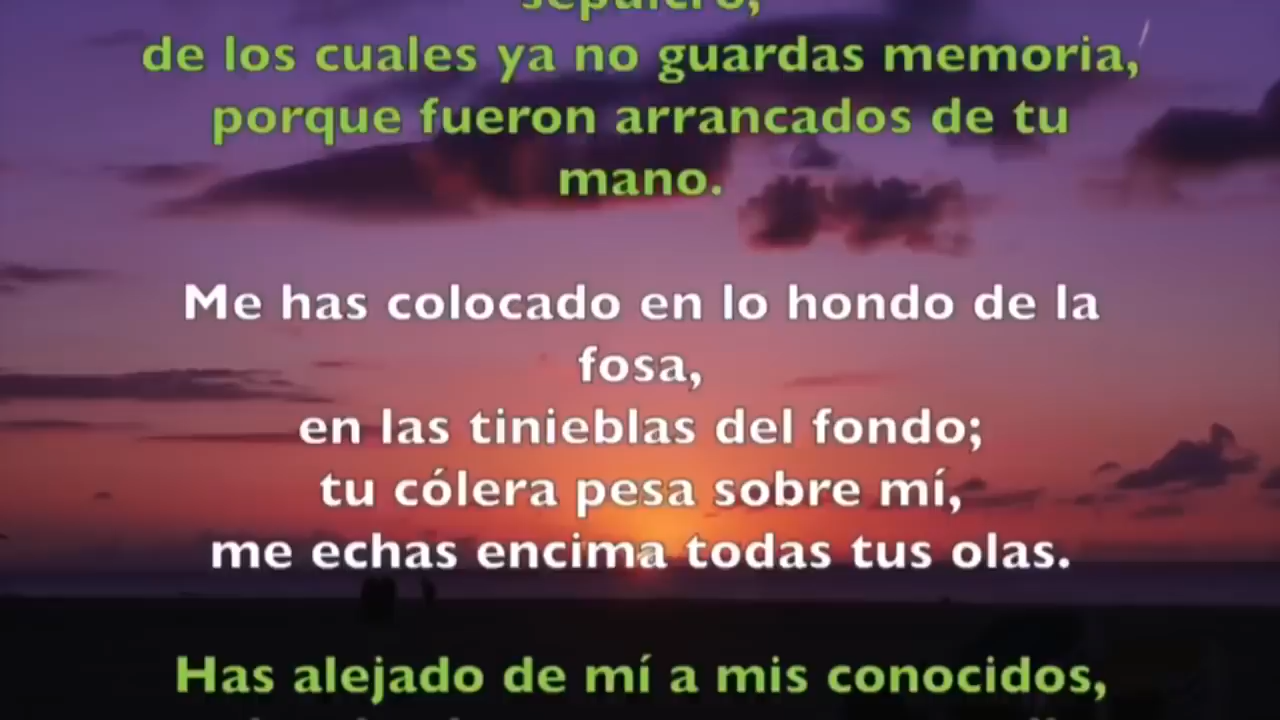 sepulcro,
de los cuales ya no guardas memoria,
porque fueron arrancados de tu
mano.
Me has colocado en lo hondo de la
fosa,
en las tinieblas del fondo;
tu cólera pesa sobre mí,
me echas encima todas tus olas.
Has alejado de mí a mis conocidos,